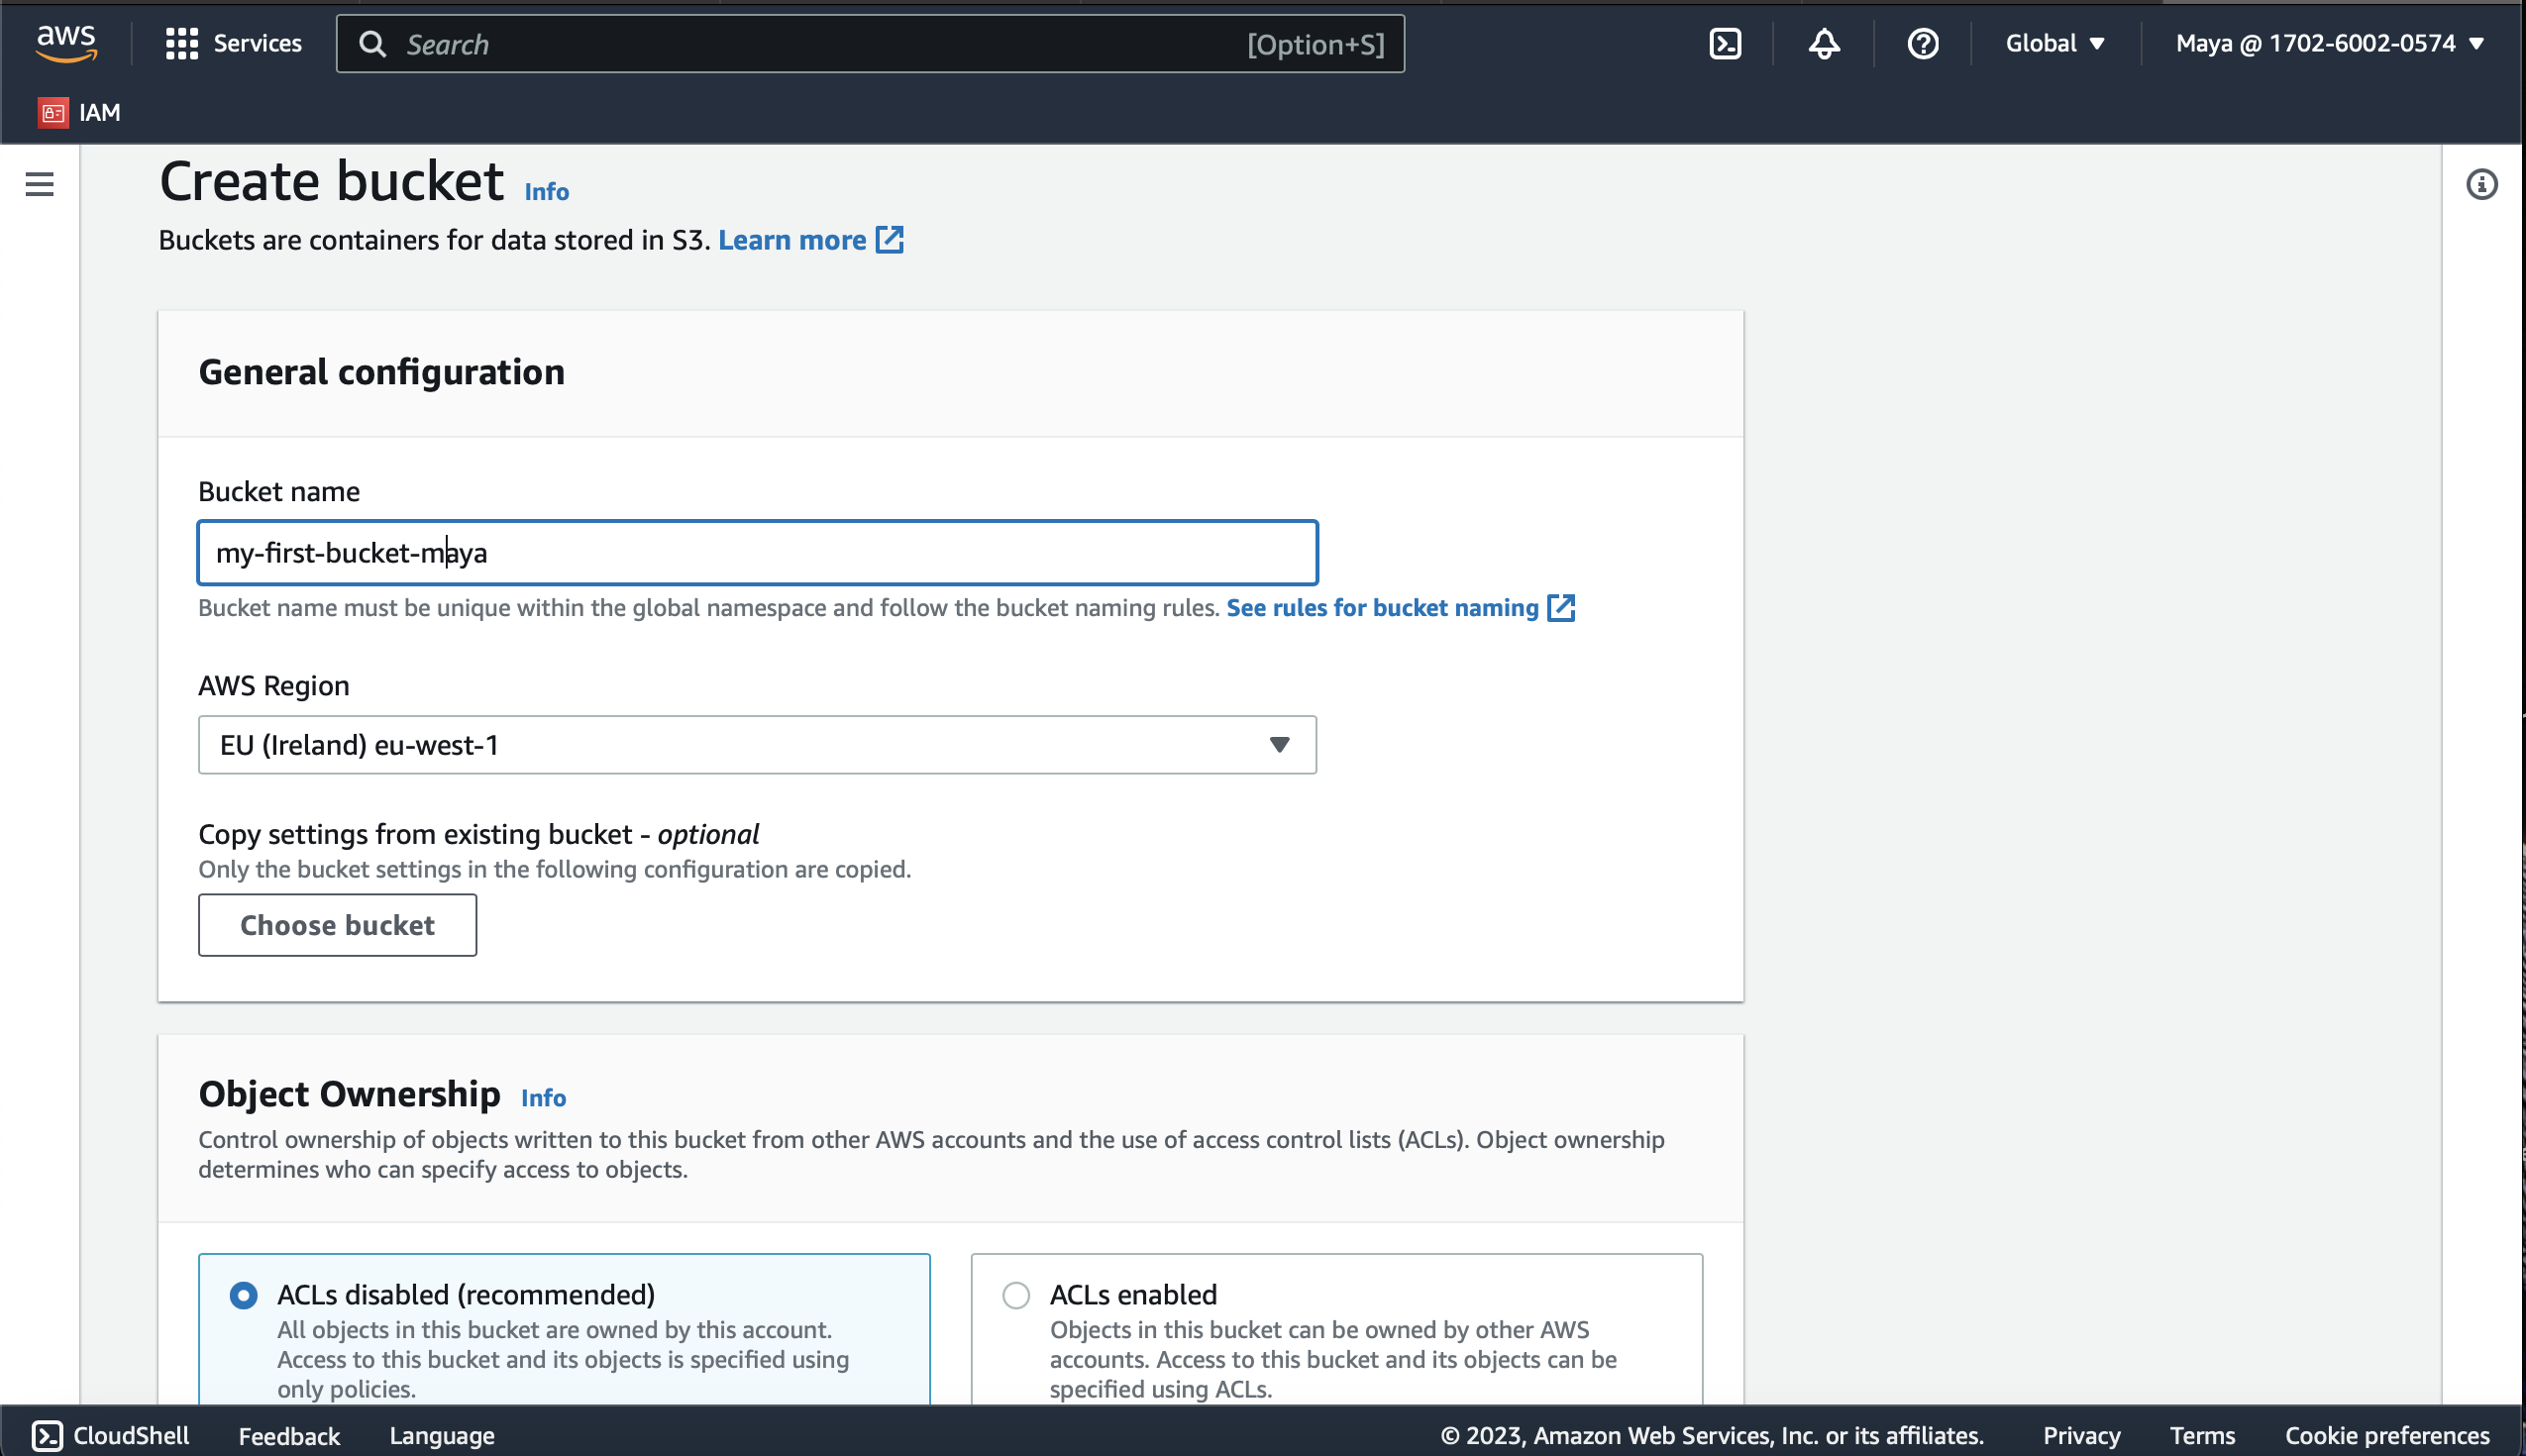 aws
Services
Search
[Option+S]
Global
Maya @ 1702-6002-0574
IAM
Create bucket Info
Buckets are containers for data stored in S3. Learn more
General configuration
Bucket name
my-first-bucket-maya
Bucket name must be unique within the global namespace and follow the bucket naming rules. See rules for bucket naming
AWS Region
EU (Ireland) eu-west-1
Copy settings from existing bucket - optional
Only the bucket settings in the following configuration are copied.
Choose bucket
Object Ownership Info
Control ownership of objects written to this bucket from other AWS accounts and the use of access control lists (ACLs). Object ownership
determines who can specify access to objects.
ACLs disabled (recommended)
All objects in this bucket are owned by this account.
Access to this bucket and its objects is specified using
only policies.
ACLs enabled
Objects in this bucket can be owned by other AWS
accounts. Access to this bucket and its objects can be
specified using ACLs.
CloudShell
Feedback
Language
© 2023, Amazon Web Services, Inc. or its affiliates.
Privacy
Terms
Cookie preferences